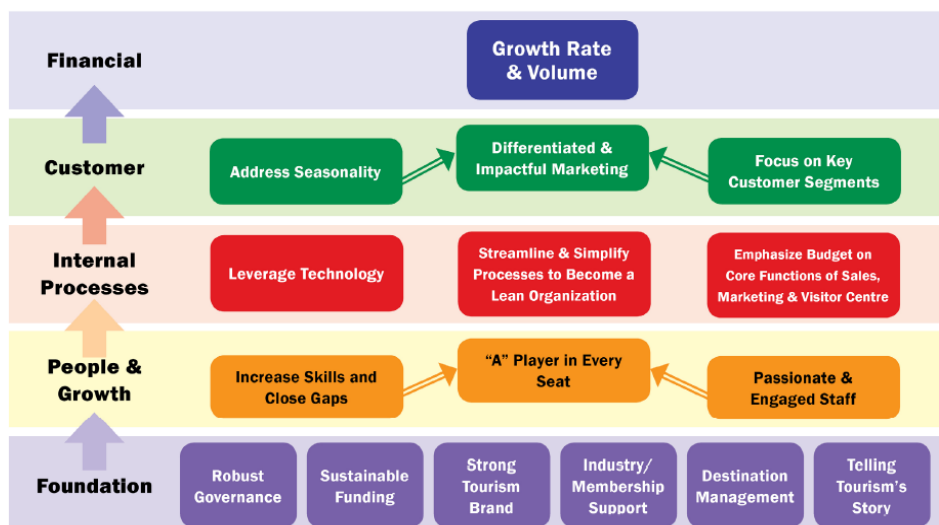 Financial
Growth Rate
& Volume
Customer
Address Seasonality
Differentiated &
Impactful Marketing
Focus on Key
Customer Segments
Internal
Processes
Leverage Technology
Streamline & Simplify
Processes to Become a
Lean Organization
Emphasize Budget on
Core Functions of Sales,
Marketing & Visitor Centre
People &
Growth
Increase Skills and
Close Gaps
“A” Player in Every
Seat
Passionate &
Engaged Staff
Foundation
Robust
Governance
Sustainable
Funding
Strong
Tourism
Brand
Industry/
Membership
Support
Destination
Management
Telling
Tourism's
Story